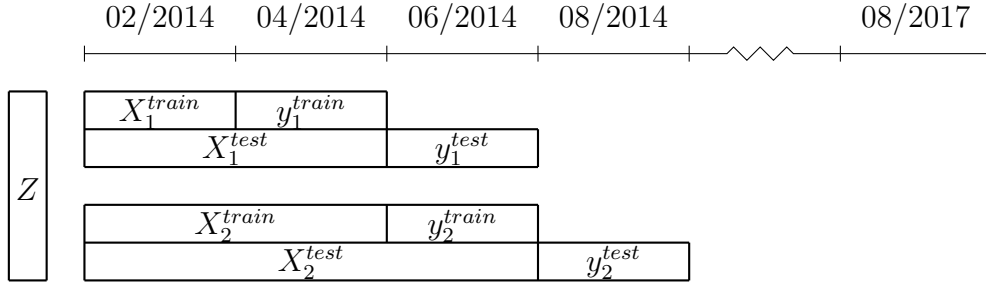 02/2014 04/2014 06/2014 08/2014 08/2017
X_1^{train} y_1^{train}
X_1^{test} y_1^{test}
Z
X_2^{train} y_2^{train}
X_2^{test} y_2^{test}